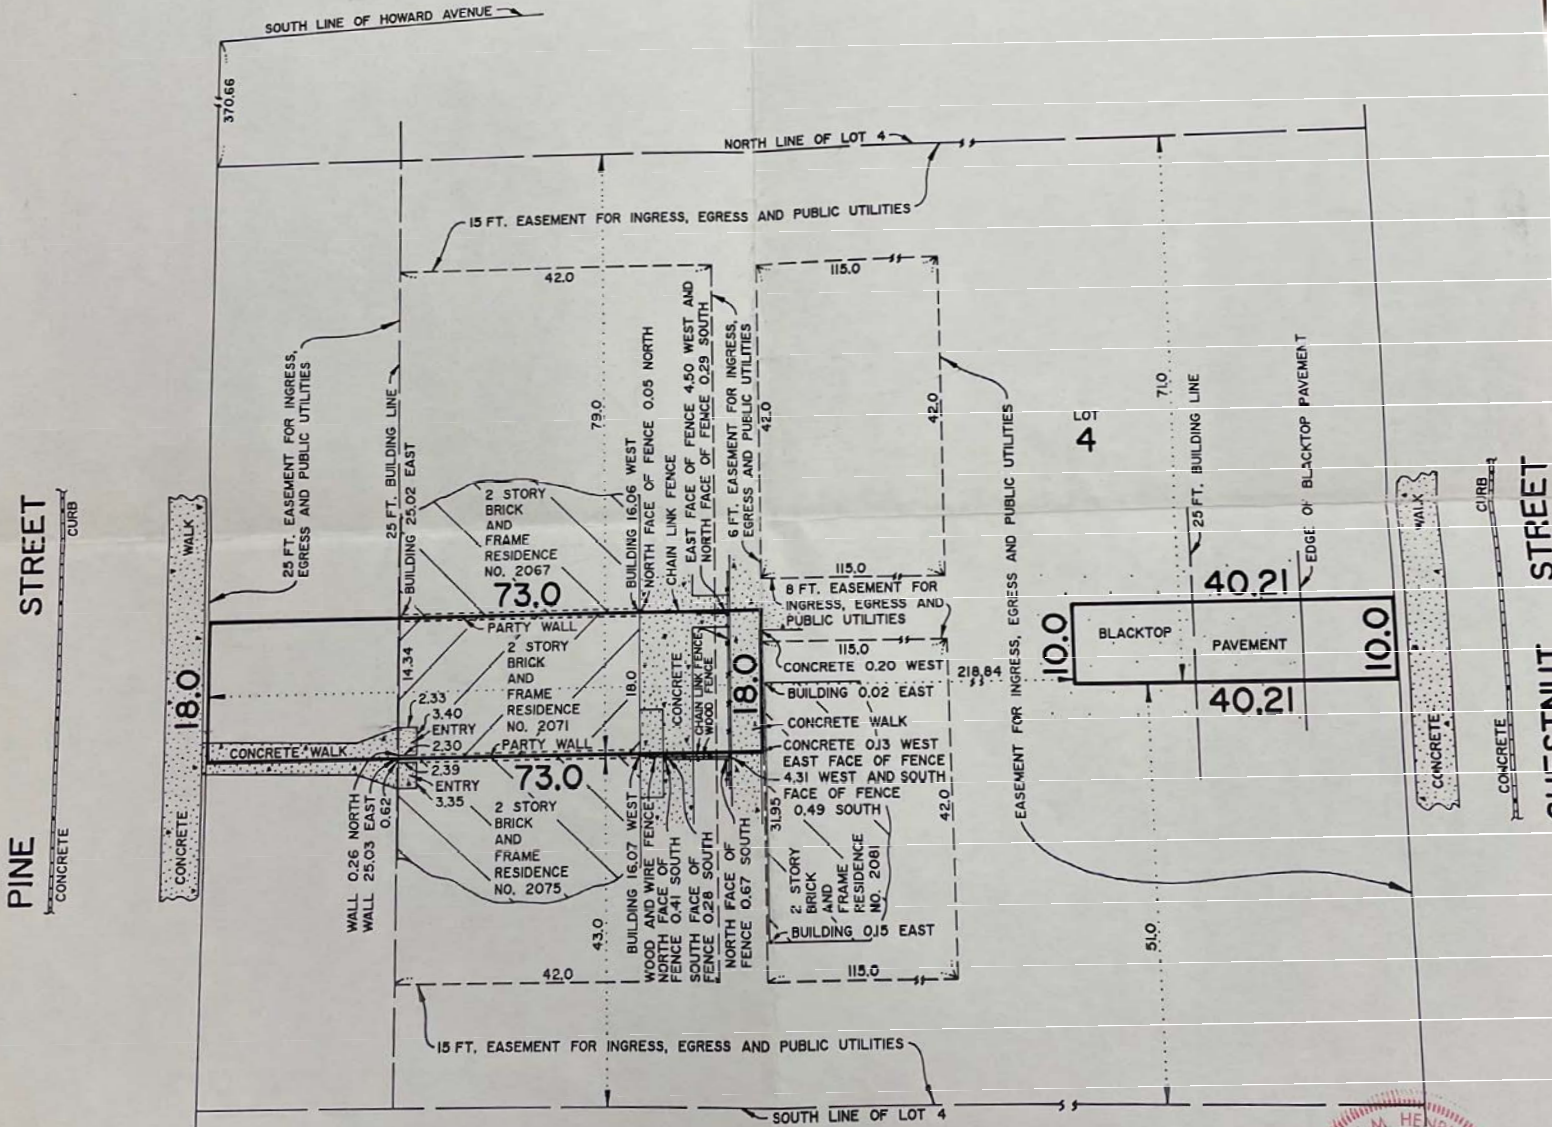 SOUTH LINE OF HOWARD AVENUE
370.66
NORTH LINE OF LOT 4
15 FT. EASEMENT FOR INGRESS, EGRESS AND PUBLIC UTILITIES
42.0
115.0
25 FT. EASEMENT FOR INGRESS,
EGRESS AND PUBLIC UTILITIES
25 FT. BUILDING LINE
BUILDING 25.02 EAST
79.0
BUILDING 16.06 WEST
NORTH FACE OF FENCE 0.05 NORTH
CHAIN LINK FENCE
EAST FACE OF FENCE 4.50 WEST AND
NORTH FACE OF FENCE 0.29 SOUTH
6 FT. EASEMENT FOR INGRESS,
EGRESS AND PUBLIC UTILITIES
42.0
42.0
115.0
EASEMENT FOR INGRESS, EGRESS AND PUBLIC UTILITIES
LOT
4
71.0
25 FT. BUILDING LINE
EDGE OF BLACKTOP PAVEMENT
PINE STREET
CONCRETE CURB
CONCRETE WALK
2 STORY
BRICK
AND
FRAME
RESIDENCE
NO. 2067
73.0
PARTY WALL
2 STORY
BRICK
AND
FRAME
RESIDENCE
NO. 2071
PARTY WALL
73.0
18.0
14.34
18.0
2.33
3.40
ENTRY
2.30
CONCRETE WALK
2.39
ENTRY
3.35
2 STORY
BRICK
AND
FRAME
RESIDENCE
NO. 2075
WALL 0.26 NORTH
WALL 25.03 EAST
0.62
CONCRETE
CHAIN LINK FENCE
WOOD FENCE
18.0
8 FT. EASEMENT FOR
INGRESS, EGRESS AND
PUBLIC UTILITIES
115.0
CONCRETE 0.20 WEST
BUILDING 0.02 EAST
218.84
CONCRETE WALK
CONCRETE 0.13 WEST
EAST FACE OF FENCE
4.31 WEST AND SOUTH
FACE OF FENCE
0.49 SOUTH
31.95
42.0
2 STORY
BRICK
AND
FRAME
RESIDENCE
NO. 2081
BUILDING 0.15 EAST
115.0
10.0
BLACKTOP PAVEMENT
40.21
40.21
10.0
CONCRETE WALK
CONCRETE CURB
STREET
BUILDING 16.07 WEST
WOOD AND WIRE FENCE
NORTH FACE OF
FENCE 0.41 SOUTH
SOUTH FACE OF
FENCE 0.28 SOUTH
NORTH FACE OF
FENCE 0.67 SOUTH
43.0
51.0
42.0
15 FT. EASEMENT FOR INGRESS, EGRESS AND PUBLIC UTILITIES
SOUTH LINE OF LOT 4